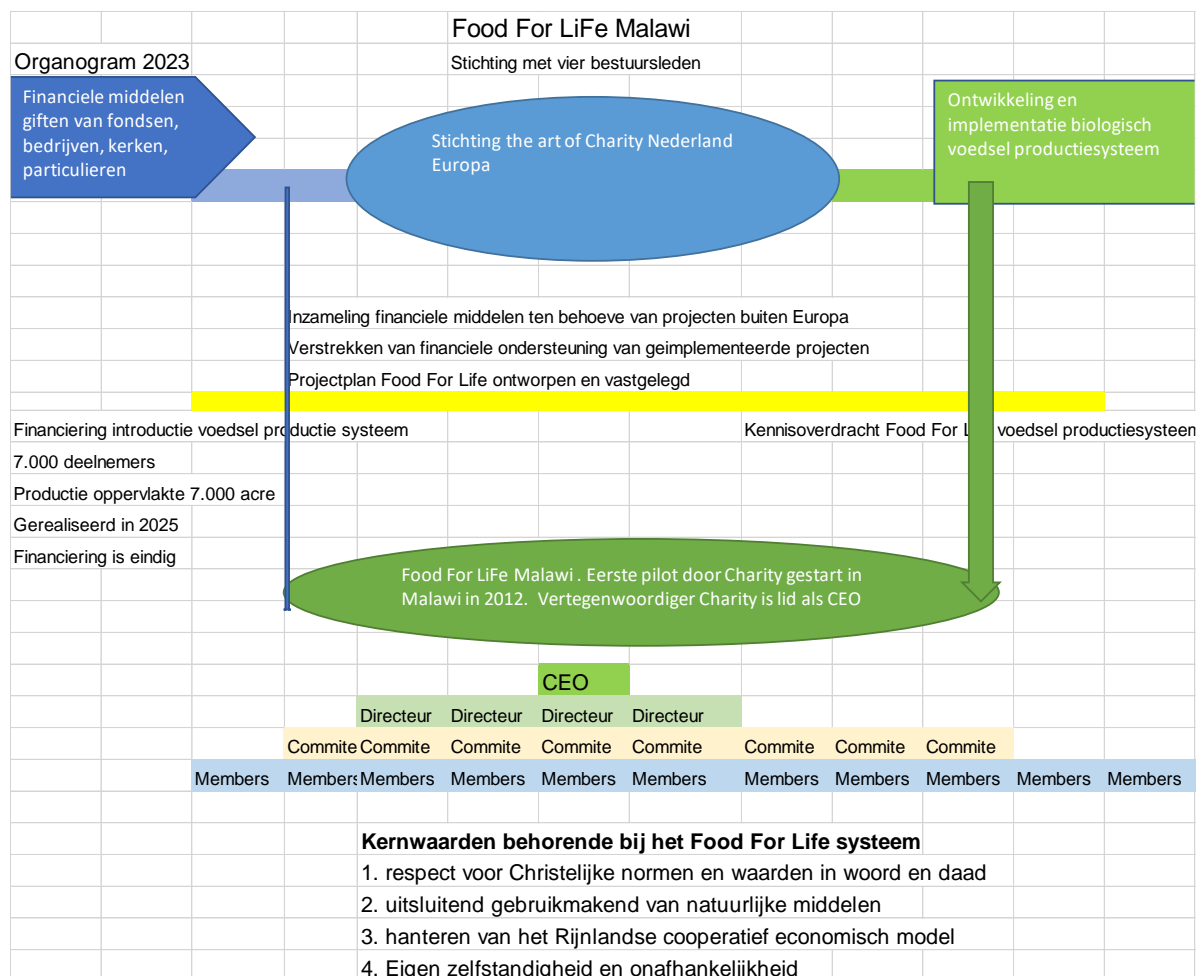 Food For LiFe Malawi
Organogram 2023
Stichting met vier bestuursleden
Financiele middelen
giften van fondsen,
bedrijven, kerken,
particulieren
Stichting the art of Charity Nederland
Europa
Ontwikkeling en
implementatie biologisch
voedsel productiesysteem
Inzameling financiele middelen ten behoeve van projecten buiten Europa
Verstrekken van financiele ondersteuning van geimplementeerde projecten
Projectplan Food For Life ontworpen en vastgelegd
Financiering introductie voedsel productie systeem
Kennisoverdracht Food For L voedsel productiesysteem
7.000 deelnemers
Productie oppervlakte 7.000 acre
Gerealiseerd in 2025
Financiering is eindig
Food For LiFe Malawi . Eerste pilot door Charity gestart in
Malawi in 2012. Vertegenwoordiger Charity is lid als CEO
CEO
Directeur Directeur Directeur Directeur
Commite Commite Commite Commite Commite Commite Commite Commite
Members Members Members Members Members Members Members Members Members Members Members
Kernwaarden behorende bij het Food For Life systeem
1. respect voor Christelijke normen en waarden in woord en daad
2. uitsluitend gebruikmakend van natuurlijke middelen
3. hanteren van het Rijnlandse cooperatief economisch model
4. Eigen zelfstandigheid en onafhankelijkheid